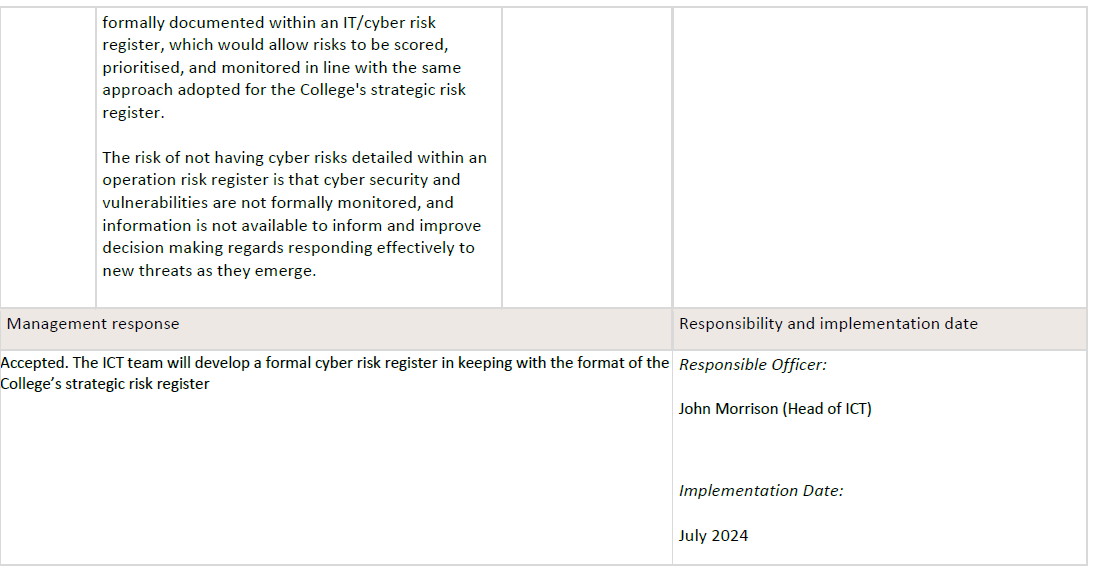 formally documented within an IT/cyber risk
register, which would allow risks to be scored,
prioritised, and monitored in line with the same
approach adopted for the College's strategic risk
register.
The risk of not having cyber risks detailed within an
operation risk register is that cyber security and
vulnerabilities are not formally monitored, and
information is not available to inform and improve
decision making regards responding effectively to
new threats as they emerge.
Management response
Responsibility and implementation date
Accepted. The ICT team will develop a formal cyber risk register in keeping with the format of the
College’s strategic risk register
Responsible Officer:
John Morrison (Head of ICT)
Implementation Date:
July 2024